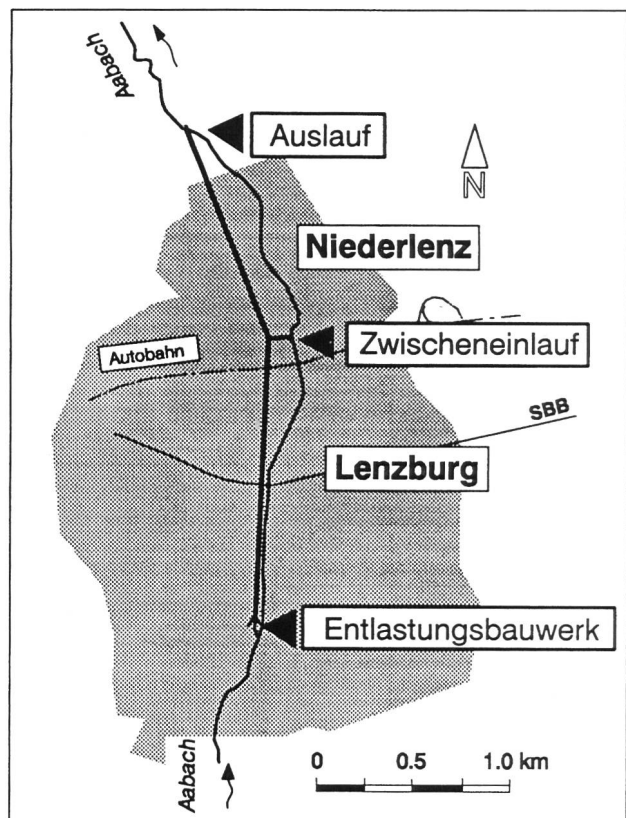 Aabach
Auslauf
N
Niederlenz
Zwischeneinlauf
Autobahn
SBB
Lenzburg
Entlastungsbauwerk
Aabach
0 0.5 1.0 km